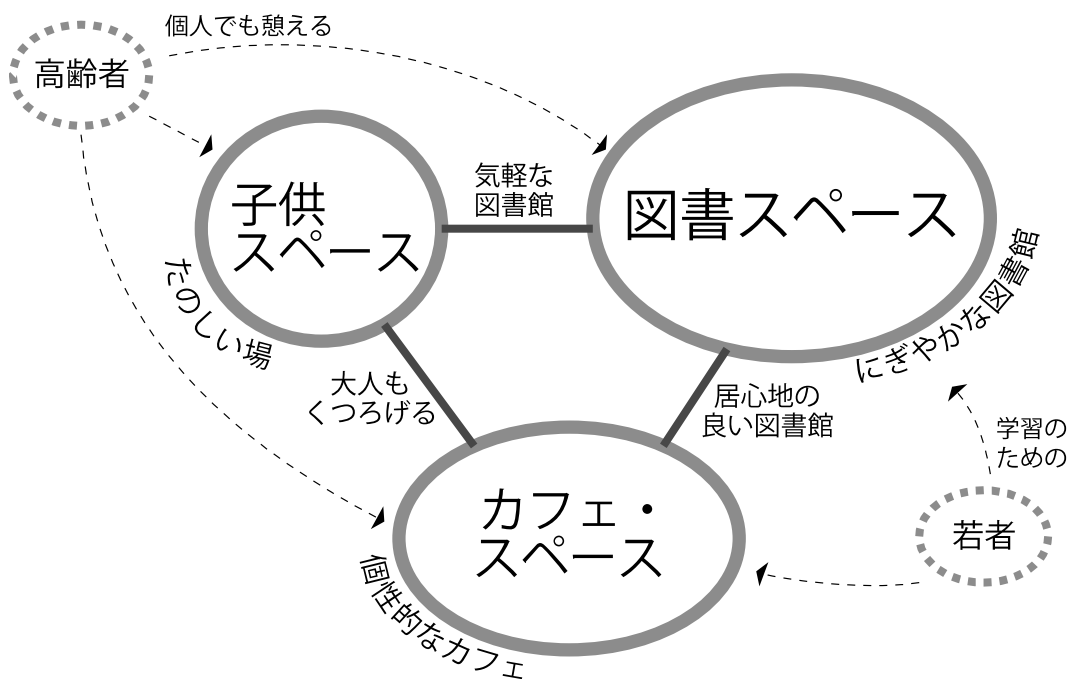 個人でも憩える
高齢者
気軽な
図書館
子供
スペース
図書スペース
たのしい場
にぎやかな図書館
大人も
くつろげる
居心地の
良い図書館
学習の
ための
カフェ・
スペース
若者
個性的なカフェ